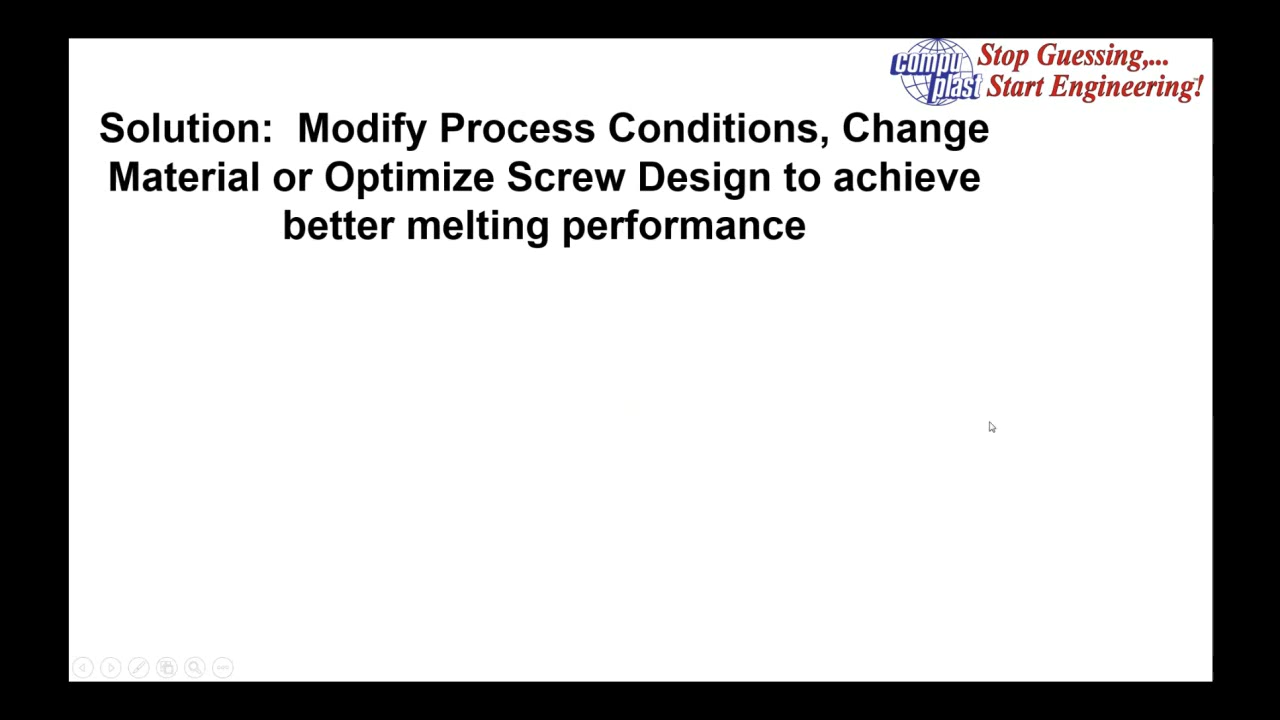 compu plast
Stop Guessing,...
Start Engineering!
Solution:  Modify Process Conditions, Change
Material or Optimize Screw Design to achieve
better melting performance